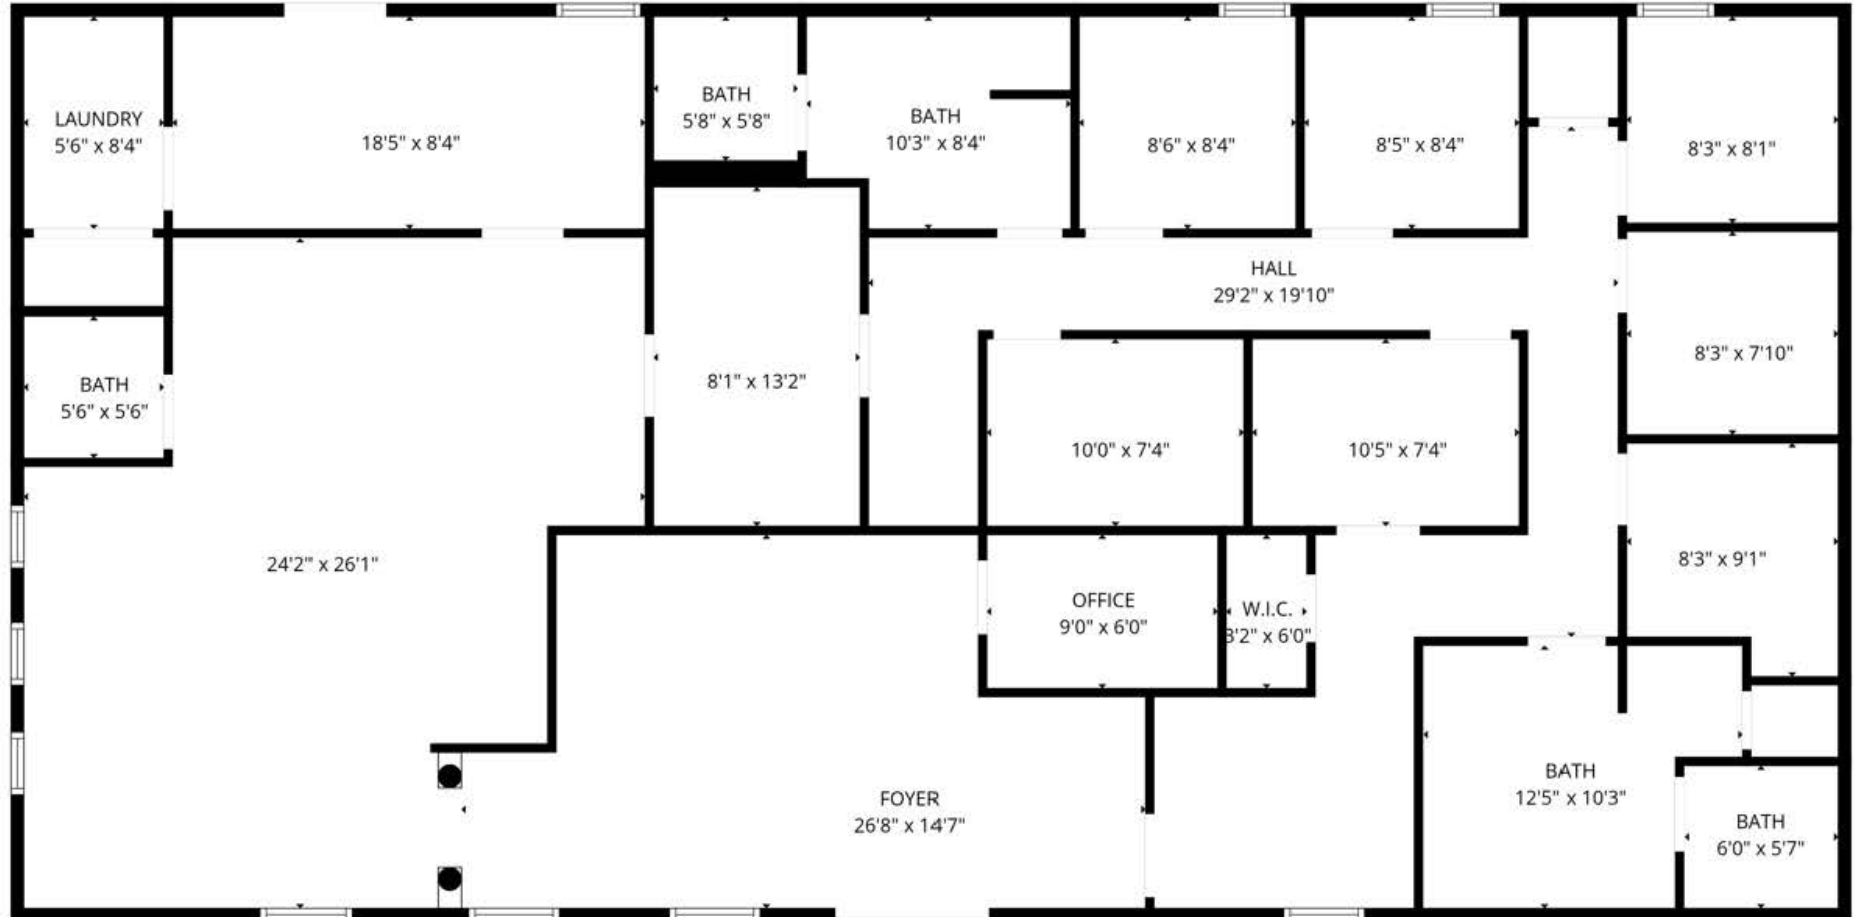 LAUNDRY
5'6" x 8'4"
18'5" x 8'4"
BATH
5'8" x 5'8"
BATH
10'3" x 8'4"
8'6" x 8'4"
8'5" x 8'4"
8'3" x 8'1"
HALL
29'2" x 19'10"
8'3" x 7'10"
BATH
5'6" x 5'6"
8'1" x 13'2"
10'0" x 7'4"
10'5" x 7'4"
24'2" x 26'1"
OFFICE
9'0" x 6'0"
W.I.C.
3'2" x 6'0"
8'3" x 9'1"
FOYER
26'8" x 14'7"
BATH
12'5" x 10'3"
BATH
6'0" x 5'7"